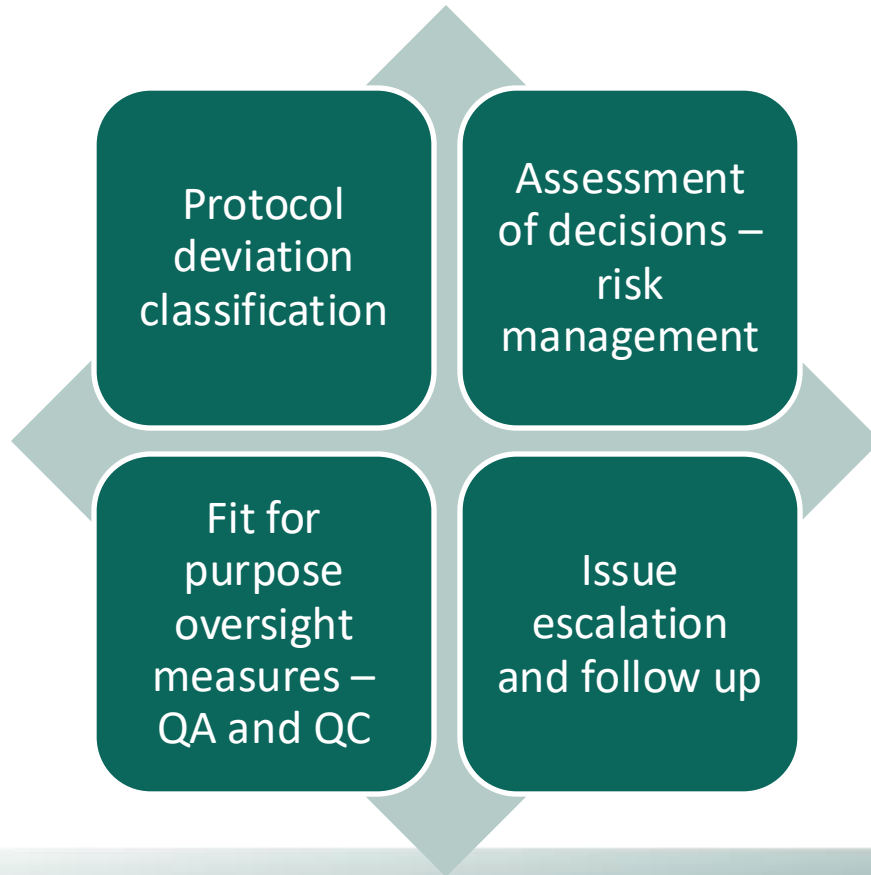 Protocol
deviation
classification
Assessment
of decisions –
risk
management
Fit for
purpose
oversight
measures –
QA and QC
Issue
escalation
and follow up